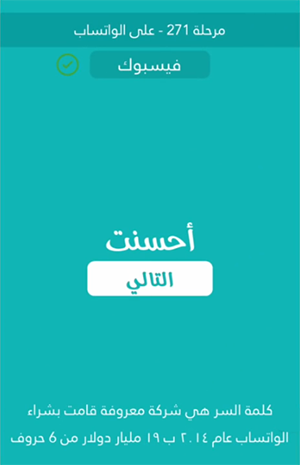 مرحلة 271 - على الواتساب
فيسبوك
أحسنت
التالي
كلمة السر هي شركة معروفة قامت بشراء
الواتساب عام ٢٠١٤ ب ١٩ مليار دولار من 6 حروف